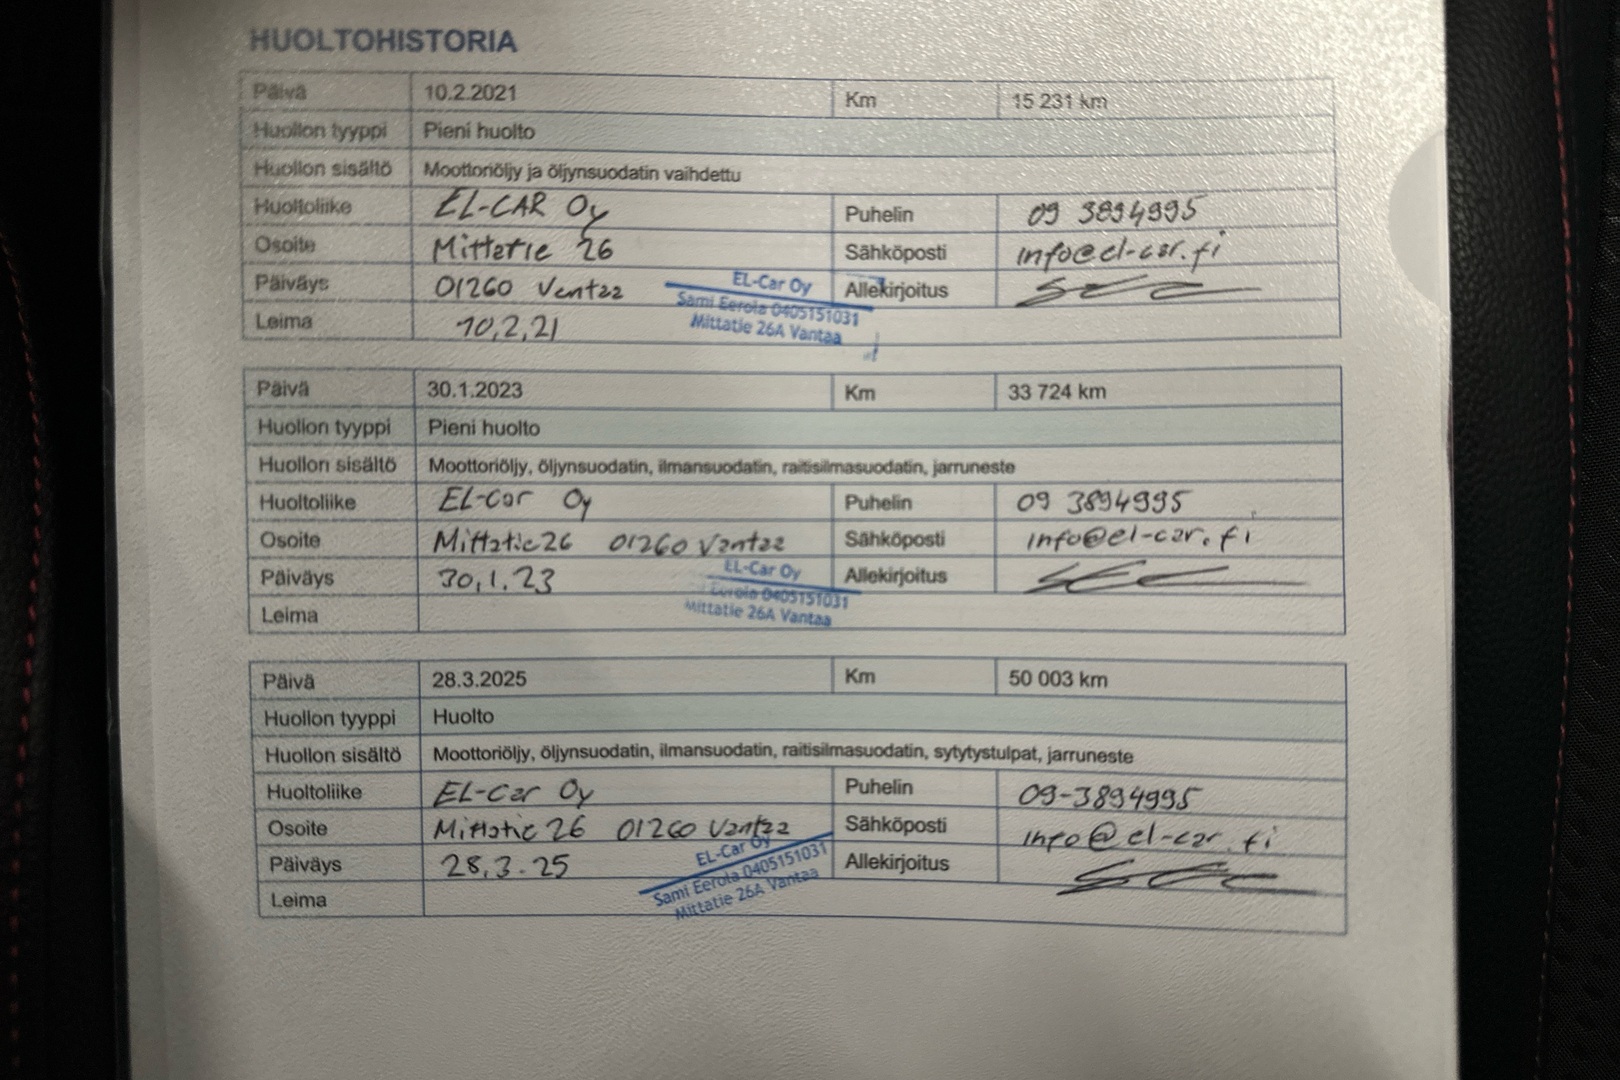 HUOLTOHISTORIA
Päivä 10.2.2021 Km 15 231 km
Huollon tyyppi Pieni huolto
Huollon sisältö Moottoriöljy ja öljynsuodatin vaihdettu
Huoltoliike EL-CAR Oy Puhelin 09 3894995
Osoite Mittatie 26 Sähköposti info@el-car.fi
Päiväys 01260 Vantaa Allekirjoitus
Leima 10.2.21
EL-Car Oy
Sami Eerola 0405151031
Mittatie 26A Vantaa
Päivä 30.1.2023 Km 33 724 km
Huollon tyyppi Pieni huolto
Huollon sisältö Moottoriöljy, öljynsuodatin, ilmansuodatin, raitisilmasuodatin, jarruneste
Huoltoliike EL-Car Oy Puhelin 09 3894995
Osoite Mittatie 26 01260 Vantaa Sähköposti info@el-car.fi
Päiväys 30.1.23 Allekirjoitus
Leima
EL-Car Oy
Eerola 0405151031
Mittatie 26A Vantaa
Päivä 28.3.2025 Km 50 003 km
Huollon tyyppi Huolto
Huollon sisältö Moottoriöljy, öljynsuodatin, ilmansuodatin, raitisilmasuodatin, sytytystulpat, jarruneste
Huoltoliike EL-Car Oy Puhelin 09-3894995
Osoite Mittatie 26 01260 Vantaa Sähköposti info@el-car.fi
Päiväys 28.3.25 Allekirjoitus
Leima
EL-Car Oy
Sami Eerola 0405151031
Mittatie 26A Vantaa